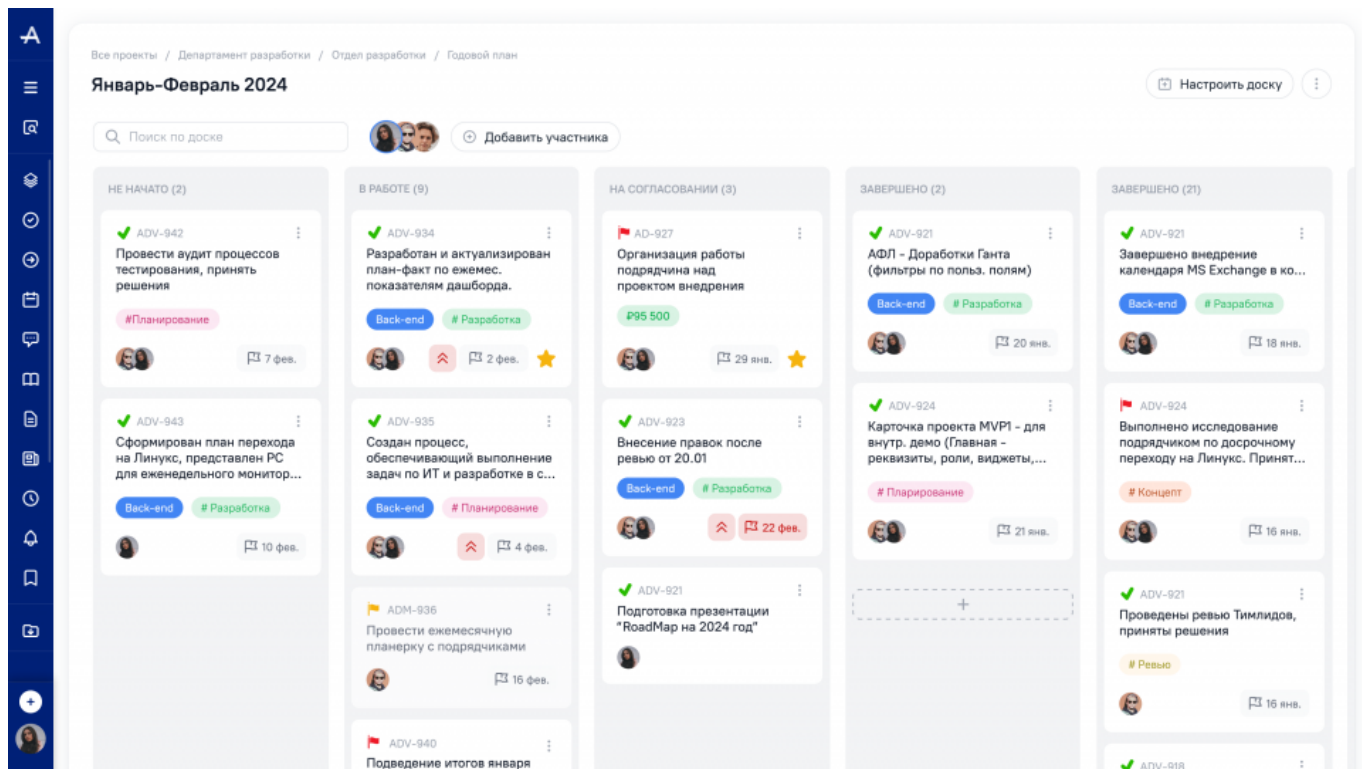 Все проекты / Департамент разработки / Отдел разработки / Годовой план
Январь-Февраль 2024
Настроить доску
Поиск по доске
Добавить участника
НЕ НАЧАТО (2)
ADV-942
Провести аудит процессов
тестирования, принять
решения
#Планирование
7 фев.
ADV-943
Сформирован план перехода
на Линукс, представлен РС
для еженедельного монитор...
Back-end # Разработка
10 фев.
В РАБОТЕ (9)
ADV-934
Разработан и актуализирован
план-факт по ежемес.
показателям дашборда.
Back-end # Разработка
2 фев.
ADV-935
Создан процесс,
обеспечивающий выполнение
задач по ИТ и разработке в с...
Back-end # Планирование
4 фев.
ADM-936
Провести ежемесячную
планерку с подрядчиками
16 фев.
ADV-940
Подведение итогов января
НА СОГЛАСОВАНИИ (3)
AD-927
Организация работы
подрядчина над
проектом внедрения
₽95 500
29 янв.
ADV-923
Внесение правок после
ревью от 20.01
Back-end # Разработка
22 фев.
ADV-921
Подготовка презентации
"RoadMap на 2024 год"
ЗАВЕРШЕНО (2)
ADV-921
АФЛ - Доработки Ганта
(фильтры по польз. полям)
Back-end # Разработка
20 янв.
ADV-924
Карточка проекта MVP1 - для
внутр. демо (Главная -
реквизиты, роли, виджеты,...
# Пларирование
21 янв.
ЗАВЕРШЕНО (21)
ADV-921
Завершено внедрение
календаря MS Exchange в ко...
Back-end # Разработка
18 янв.
ADV-924
Выполнено исследование
подрядчиком по досрочному
переходу на Линукс. Принят...
# Концепт
16 янв.
ADV-921
Проведены ревью Тимлидов,
приняты решения
# Ревью
16 янв.
ADV-918